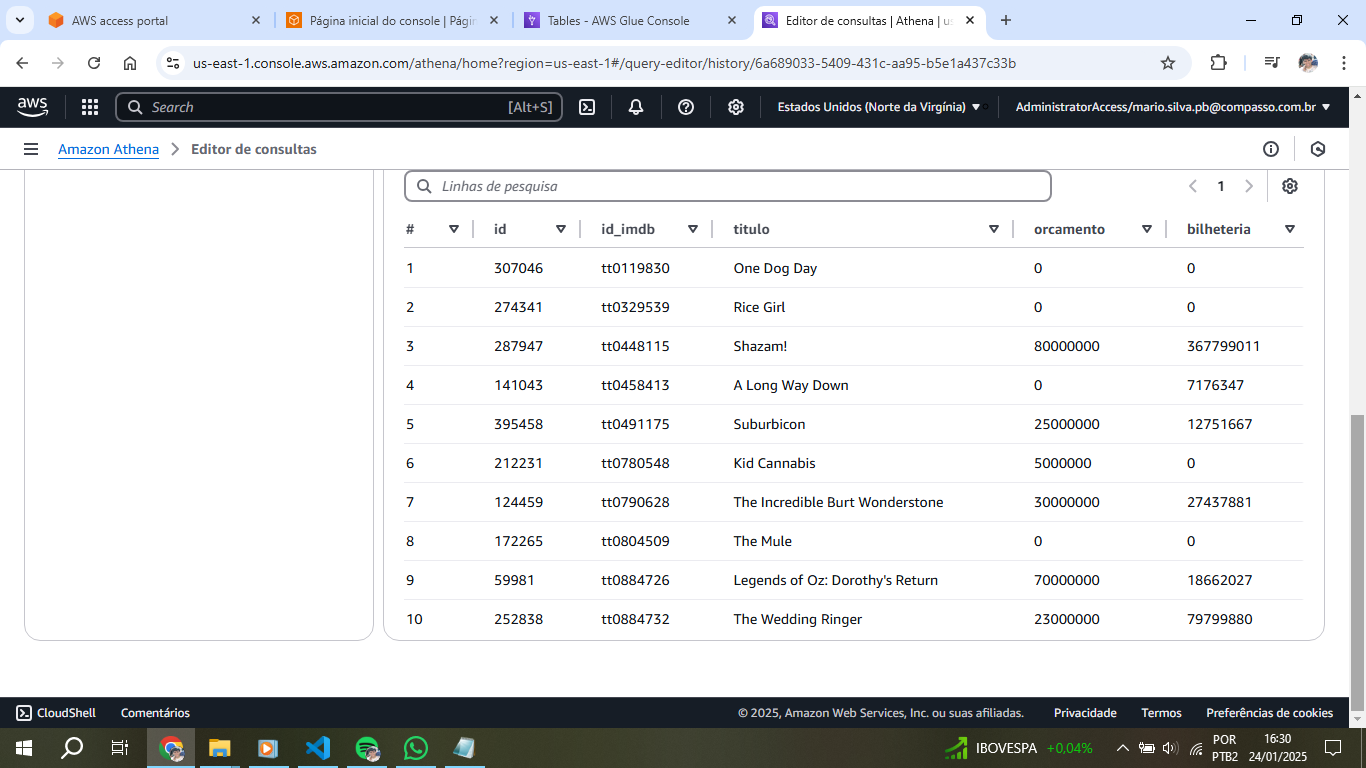 AWS access portal
Página inicial do console | Págin
Tables - AWS Glue Console
Editor de consultas | Athena | us
us-east-1.console.aws.amazon.com/athena/home?region=us-east-1#/query-editor/history/6a689033-5409-431c-aa95-b5e1a437c33b
aws Search [Alt+S] Estados Unidos (Norte da Virgínia) AdministratorAccess/mario.silva.pb@compasso.com.br
Amazon Athena Editor de consultas
Linhas de pesquisa 1
# id id_imdb titulo orcamento bilheteria
1 307046 tt0119830 One Dog Day 0 0
2 274341 tt0329539 Rice Girl 0 0
3 287947 tt0448115 Shazam! 80000000 367799011
4 141043 tt0458413 A Long Way Down 0 7176347
5 395458 tt0491175 Suburbicon 25000000 12751667
6 212231 tt0780548 Kid Cannabis 5000000 0
7 124459 tt0790628 The Incredible Burt Wonderstone 30000000 27437881
8 172265 tt0804509 The Mule 0 0
9 59981 tt0884726 Legends of Oz: Dorothy's Return 70000000 18662027
10 252838 tt0884732 The Wedding Ringer 23000000 79799880
CloudShell Comentários © 2025, Amazon Web Services, Inc. ou suas afiliadas. Privacidade Termos Preferências de cookies
IBOVESPA +0,04%
POR
PTB2
16:30
24/01/2025